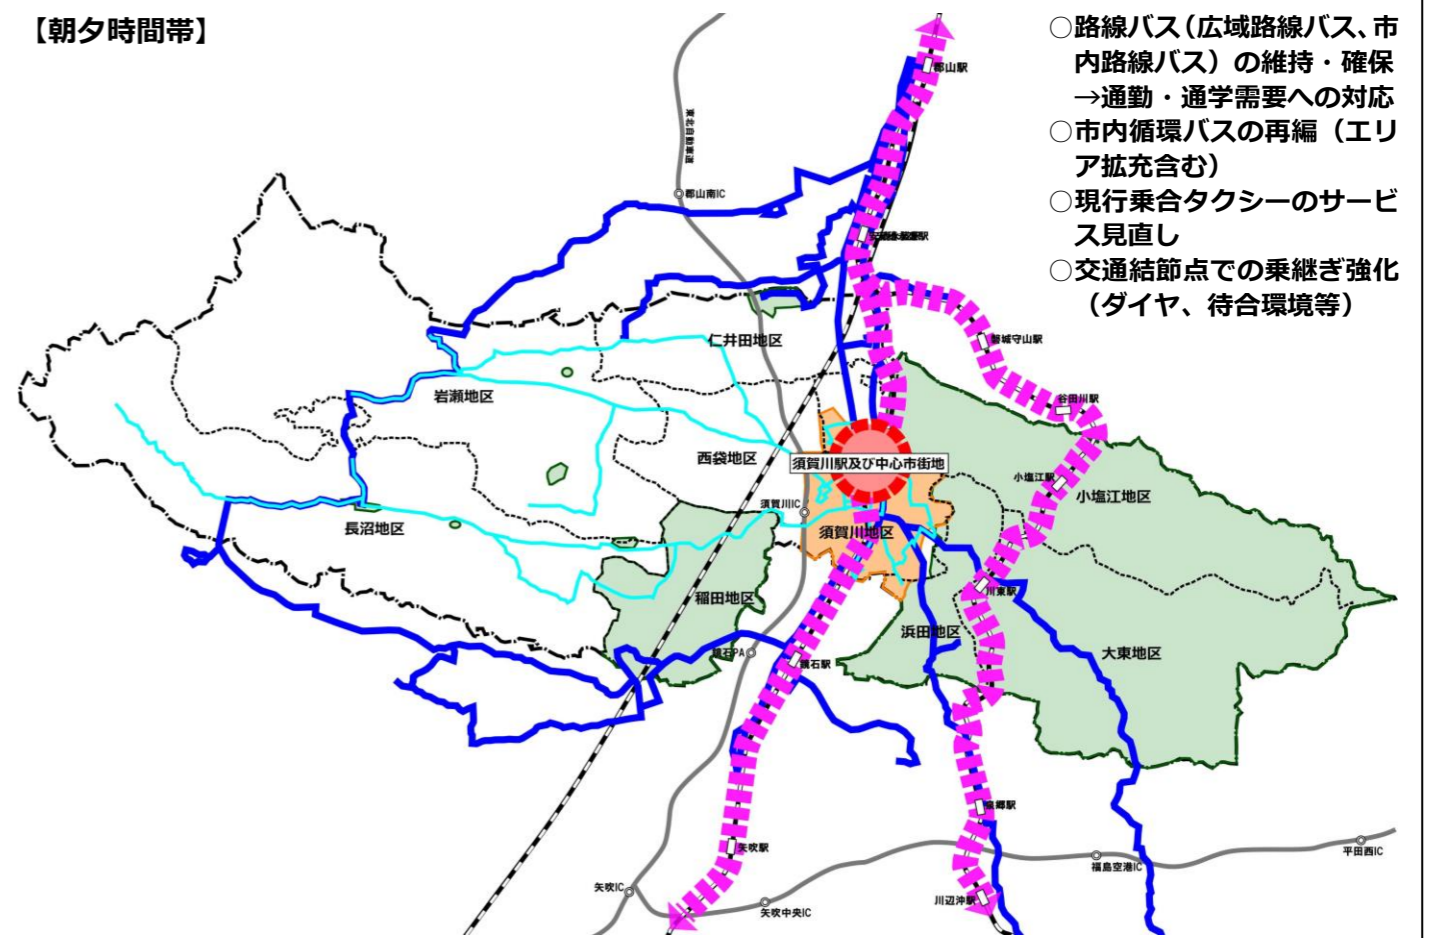 【朝夕時間帯】
○路線バス（広域路線バス、市
内路線バス）の維持・確保
→通勤・通学需要への対応
○市内循環バスの再編（エリ
ア拡充含む）
○現行乗合タクシーのサービ
ス見直し
○交通結節点での乗継ぎ強化
（ダイヤ、待合環境等）
郡山駅
東北自動車道
郡山南IC
磐城守山駅
仁井田地区
岩瀬地区
谷田川駅
西袋地区
須賀川駅及び中心市街地
小塩江駅
小塩江地区
須賀川IC
長沼地区
須賀川地区
稲田地区
川東駅
浜田地区
大東地区
鏡石PA
鏡石駅
泉郷駅
矢吹駅
平田西IC
福島空港IC
矢吹IC
川辺沖駅
矢吹中央IC